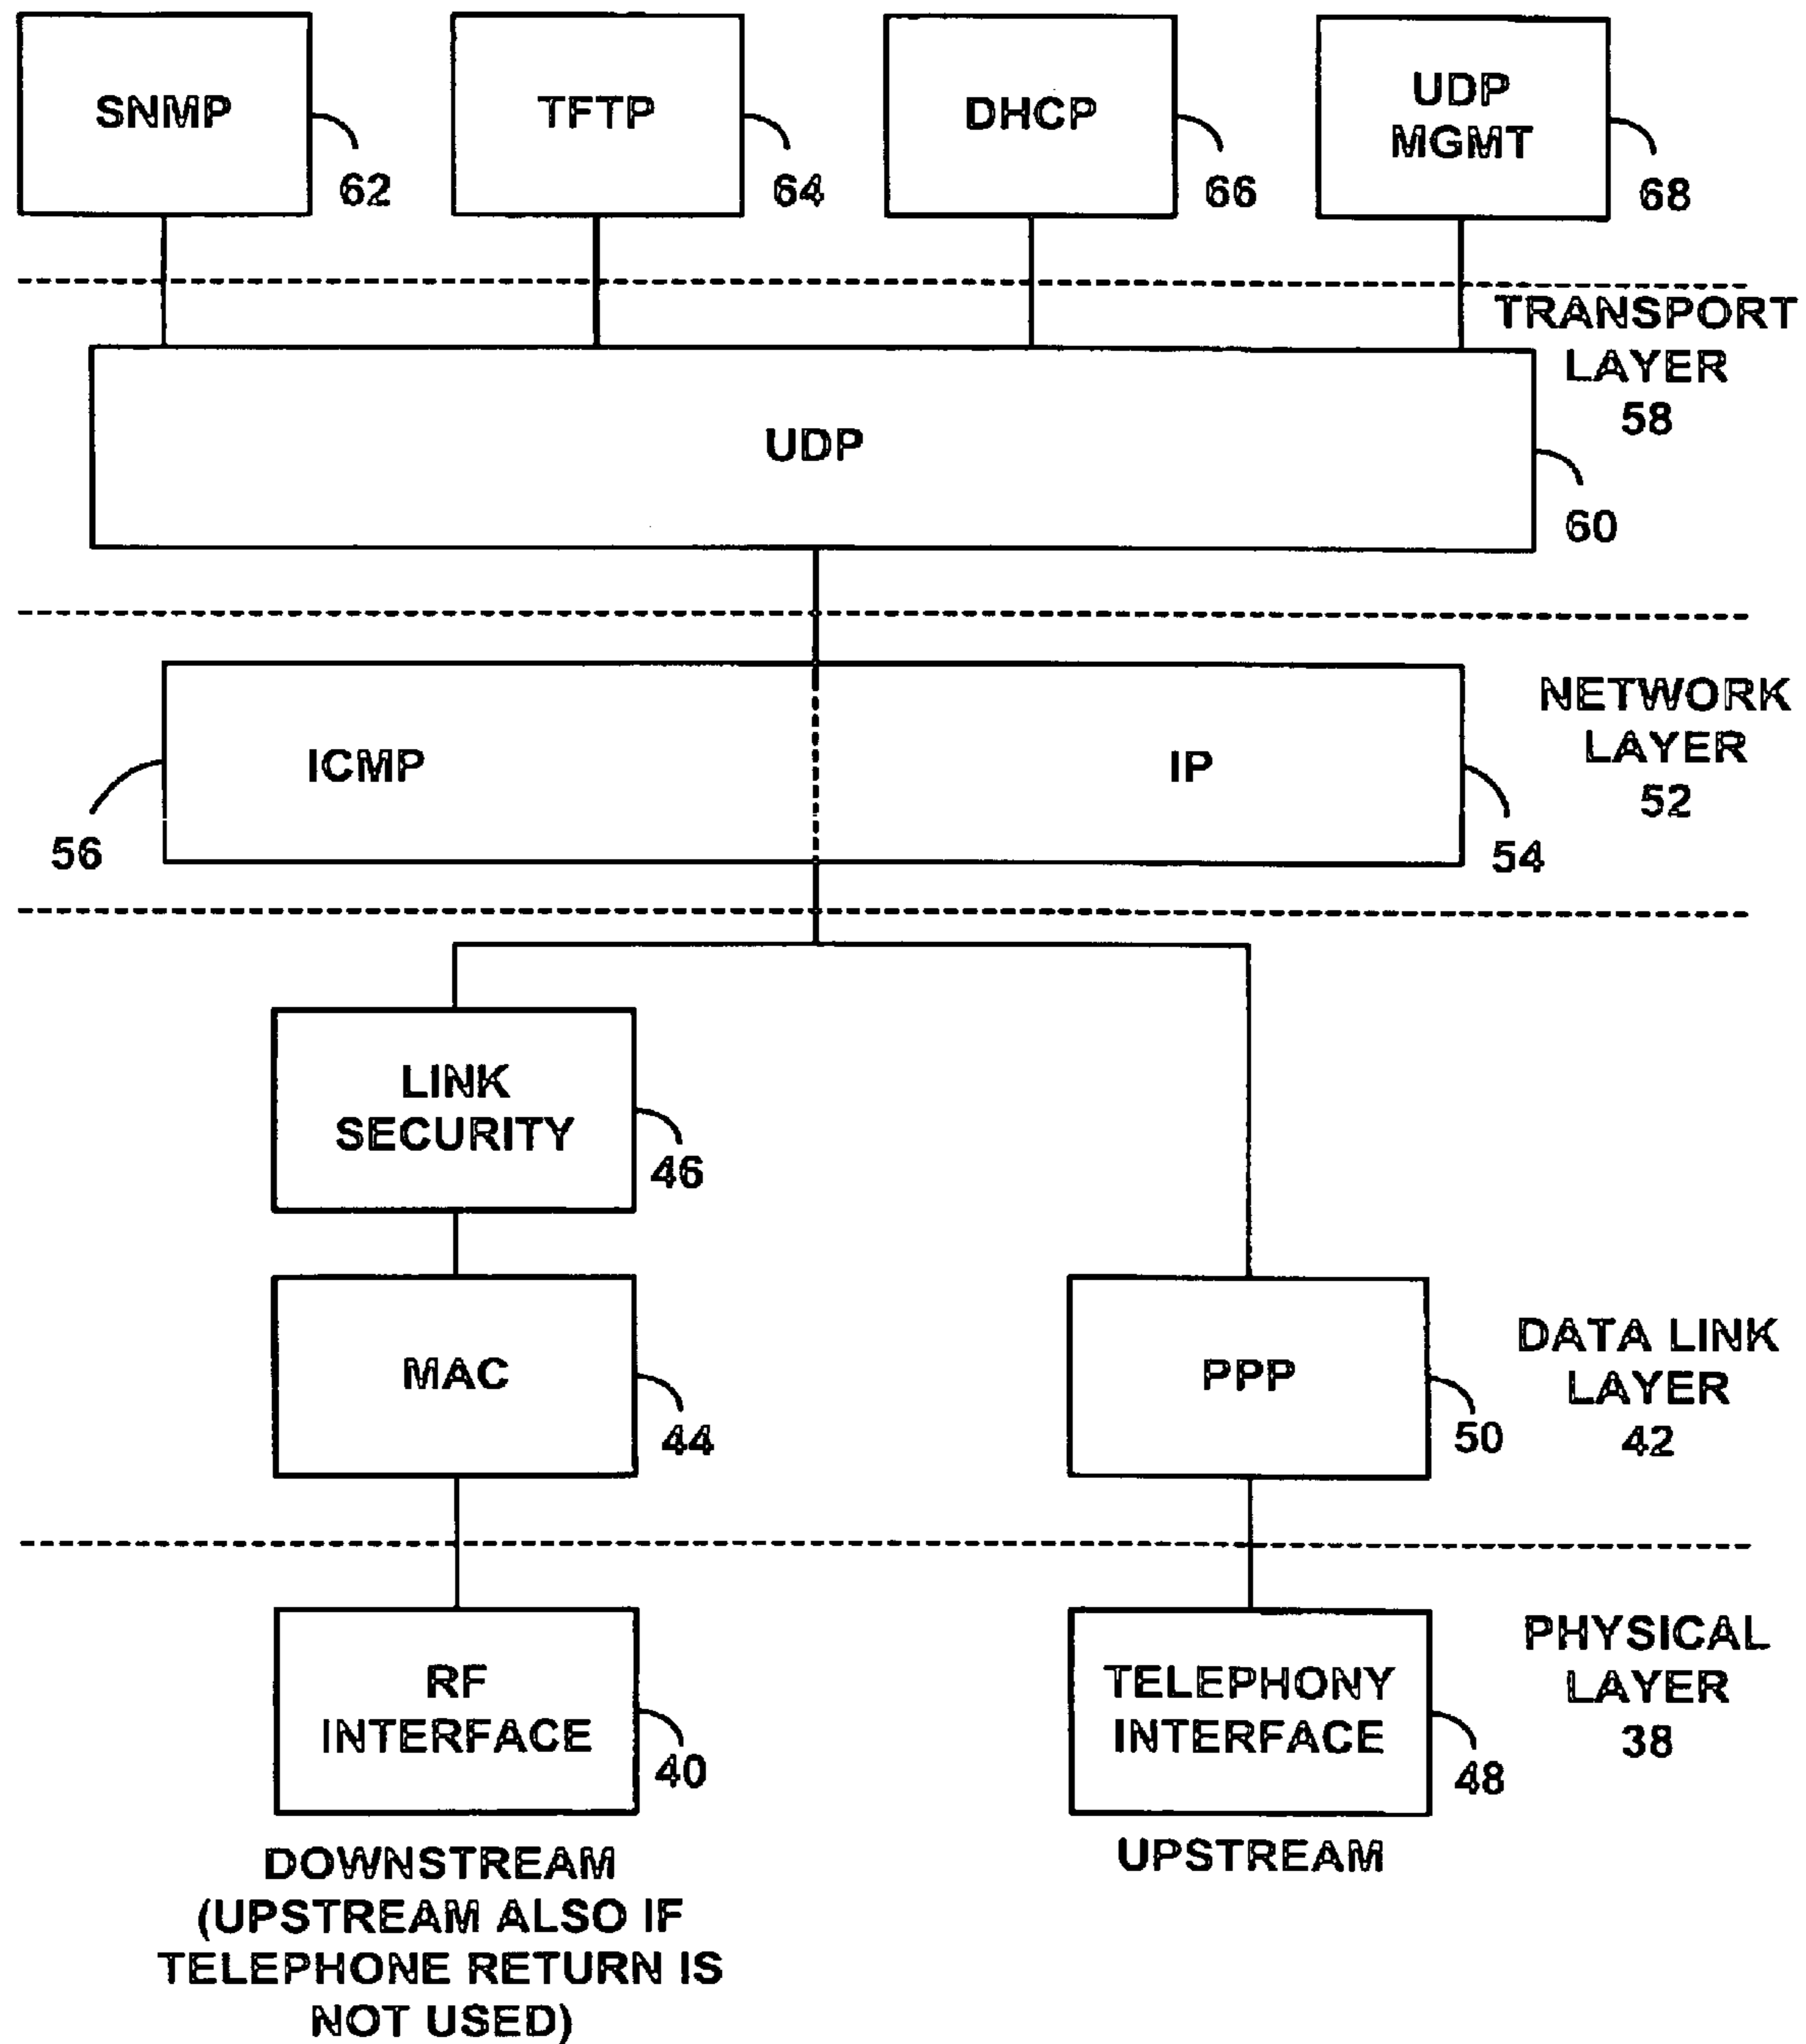 SNMP
62
TFTP
64
DHCP
66
UDP
MGMT
68
TRANSPORT
LAYER
58
UDP
60
NETWORK
LAYER
52
ICMP
56
IP
54
LINK
SECURITY
46
MAC
44
PPP
50
DATA LINK
LAYER
42
RF
INTERFACE
40
TELEPHONY
INTERFACE
48
PHYSICAL
LAYER
38
DOWNSTREAM
(UPSTREAM ALSO IF
TELEPHONE RETURN IS
NOT USED)
UPSTREAM